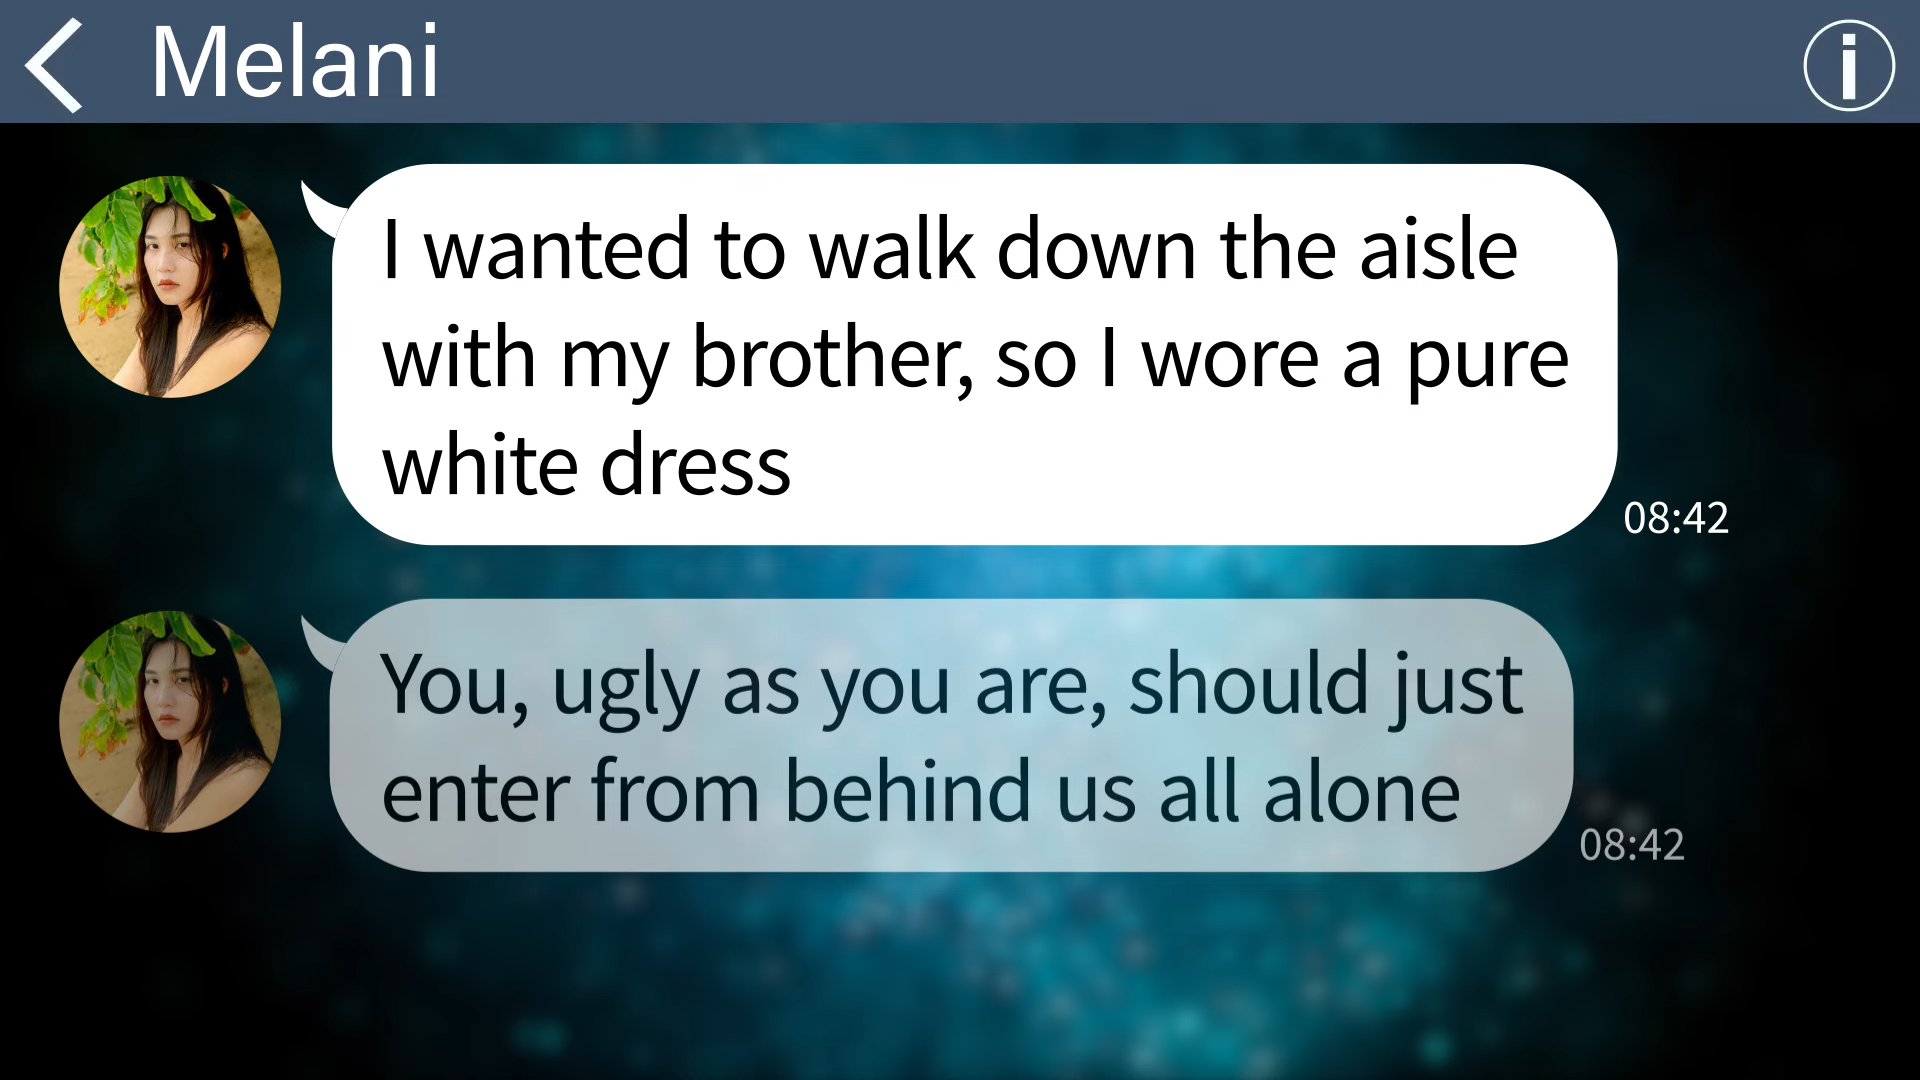 Melani
I wanted to walk down the aisle
with my brother, so I wore a pure
white dress
08:42
You, ugly as you are, should just
enter from behind us all alone
08:42